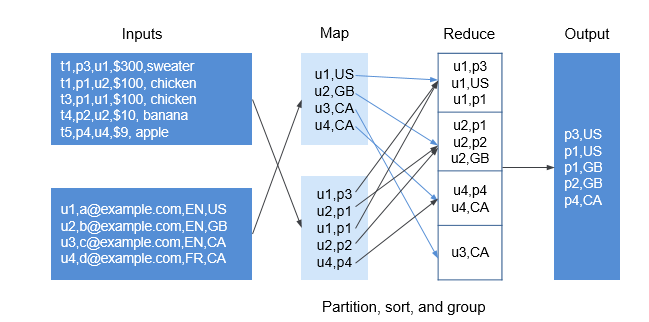 Inputs
Map
Reduce
Output
t1,p3,u1,$300,sweater
t1,p1,u2,$100, chicken
t3,p1,u1,$100, chicken
t4,p2,u2,$10, banana
t5,p4,u4,$9, apple
u1,a@example.com,EN,US
u2,b@example.com,EN,GB
u3,c@example.com,EN,CA
u4,d@example.com,FR,CA
u1,US
u2,GB
u3,CA
u4,CA
u1,p3
u2,p1
u1,p1
u2,p2
u4,p4
u1,p3
u1,US
u1,p1
u2,p1
u2,p2
u2,GB
u4,p4
u4,CA
u3,CA
p3,US
p1,US
p1,GB
p2,GB
p4,CA
Partition, sort, and group